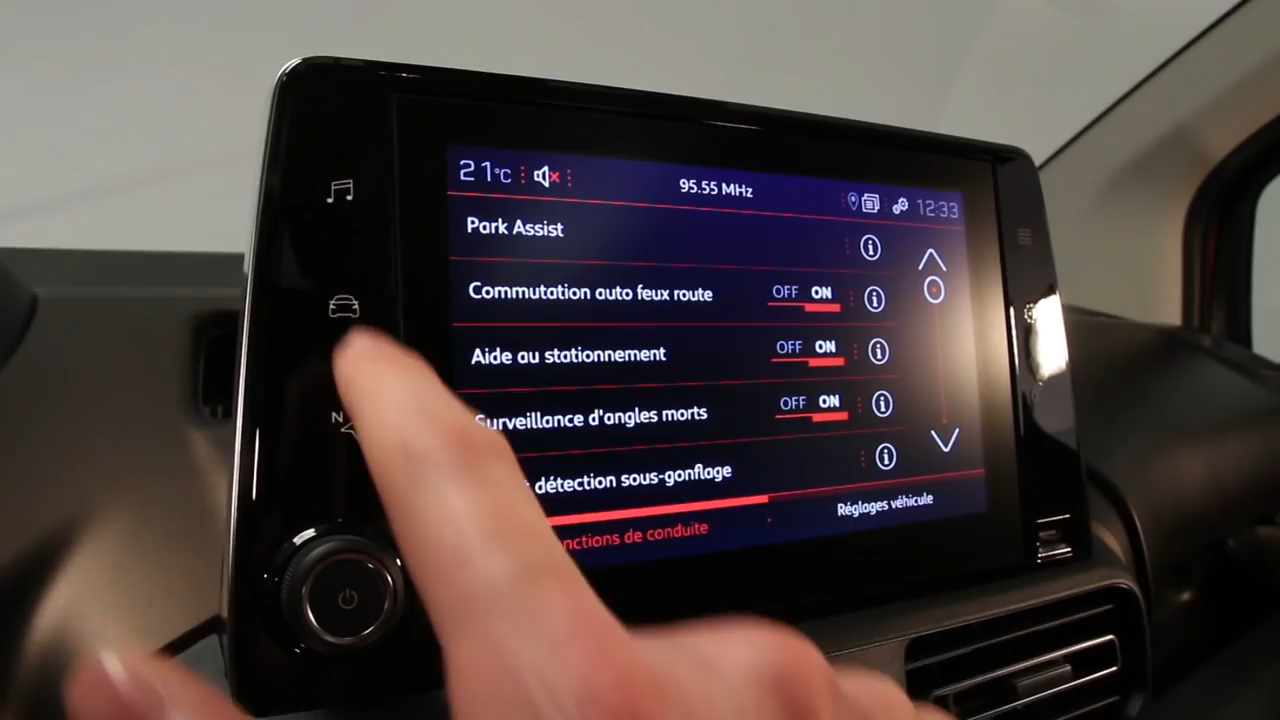 21°C 95.55 MHz 12:33
Park Assist
Commutation auto feux route OFF ON
Aide au stationnement OFF ON
Surveillance d'angles morts OFF ON
N
détection sous-gonflage
Réglages véhicule
de conduite